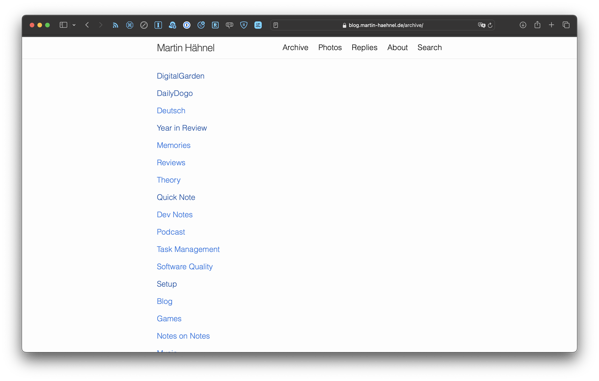 blog.martin-haehnel.de/archive/
Martin Hähnel
Archive Photos Replies About Search
DigitalGarden
DailyDogo
Deutsch
Year in Review
Memories
Reviews
Theory
Quick Note
Dev Notes
Podcast
Task Management
Software Quality
Setup
Blog
Games
Notes on Notes